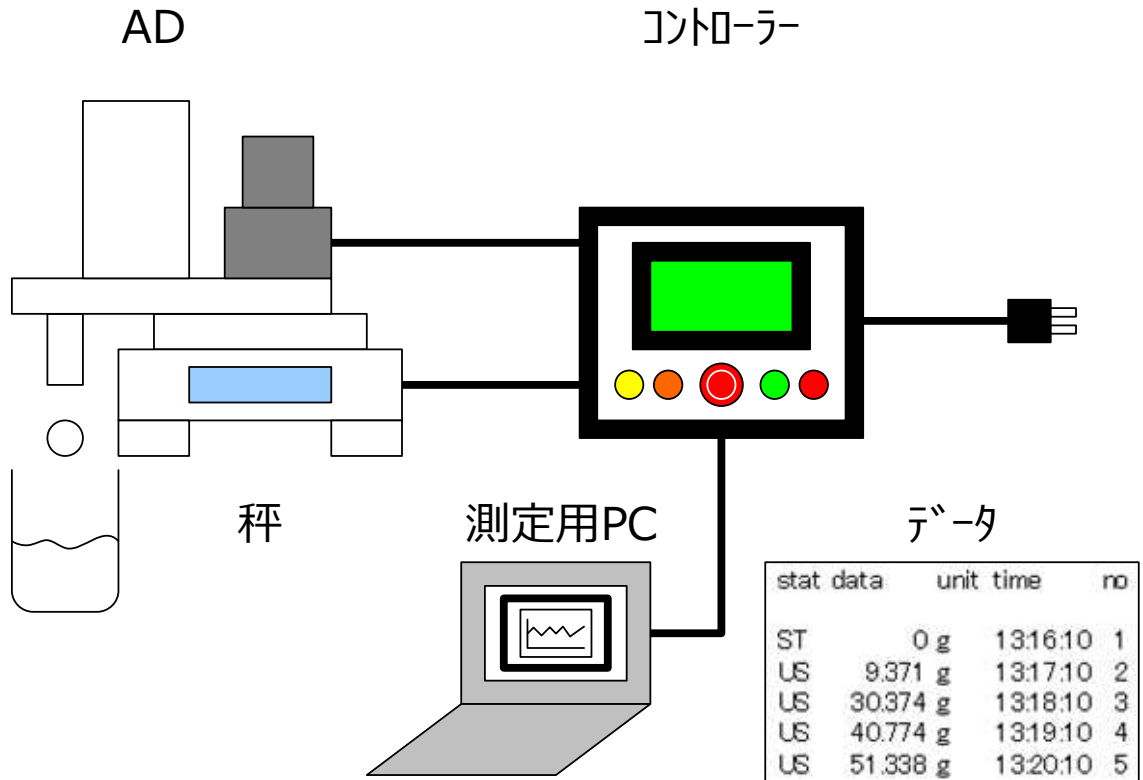 AD
コントローラー
秤
測定用PC
データ
stat data unit time no
ST 0 g 13:16:10 1
US 9.371 g 13:17:10 2
US 30.374 g 13:18:10 3
US 40.774 g 13:19:10 4
US 51.338 g 13:20:10 5